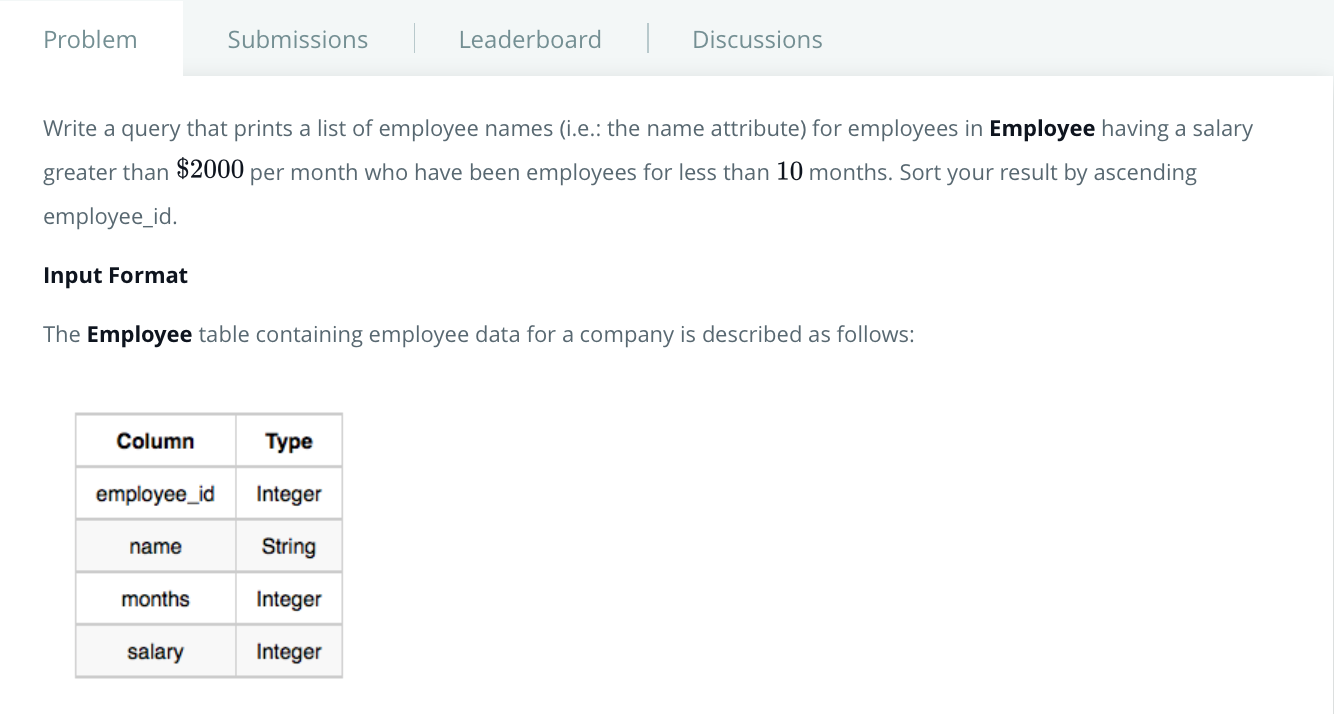 Problem Submissions Leaderboard Discussions
Write a query that prints a list of employee names (i.e.: the name attribute) for employees in Employee having a salary
greater than $2000 per month who have been employees for less than 10 months. Sort your result by ascending
employee_id.
Input Format
The Employee table containing employee data for a company is described as follows:
Column Type
employee_id Integer
name String
months Integer
salary Integer